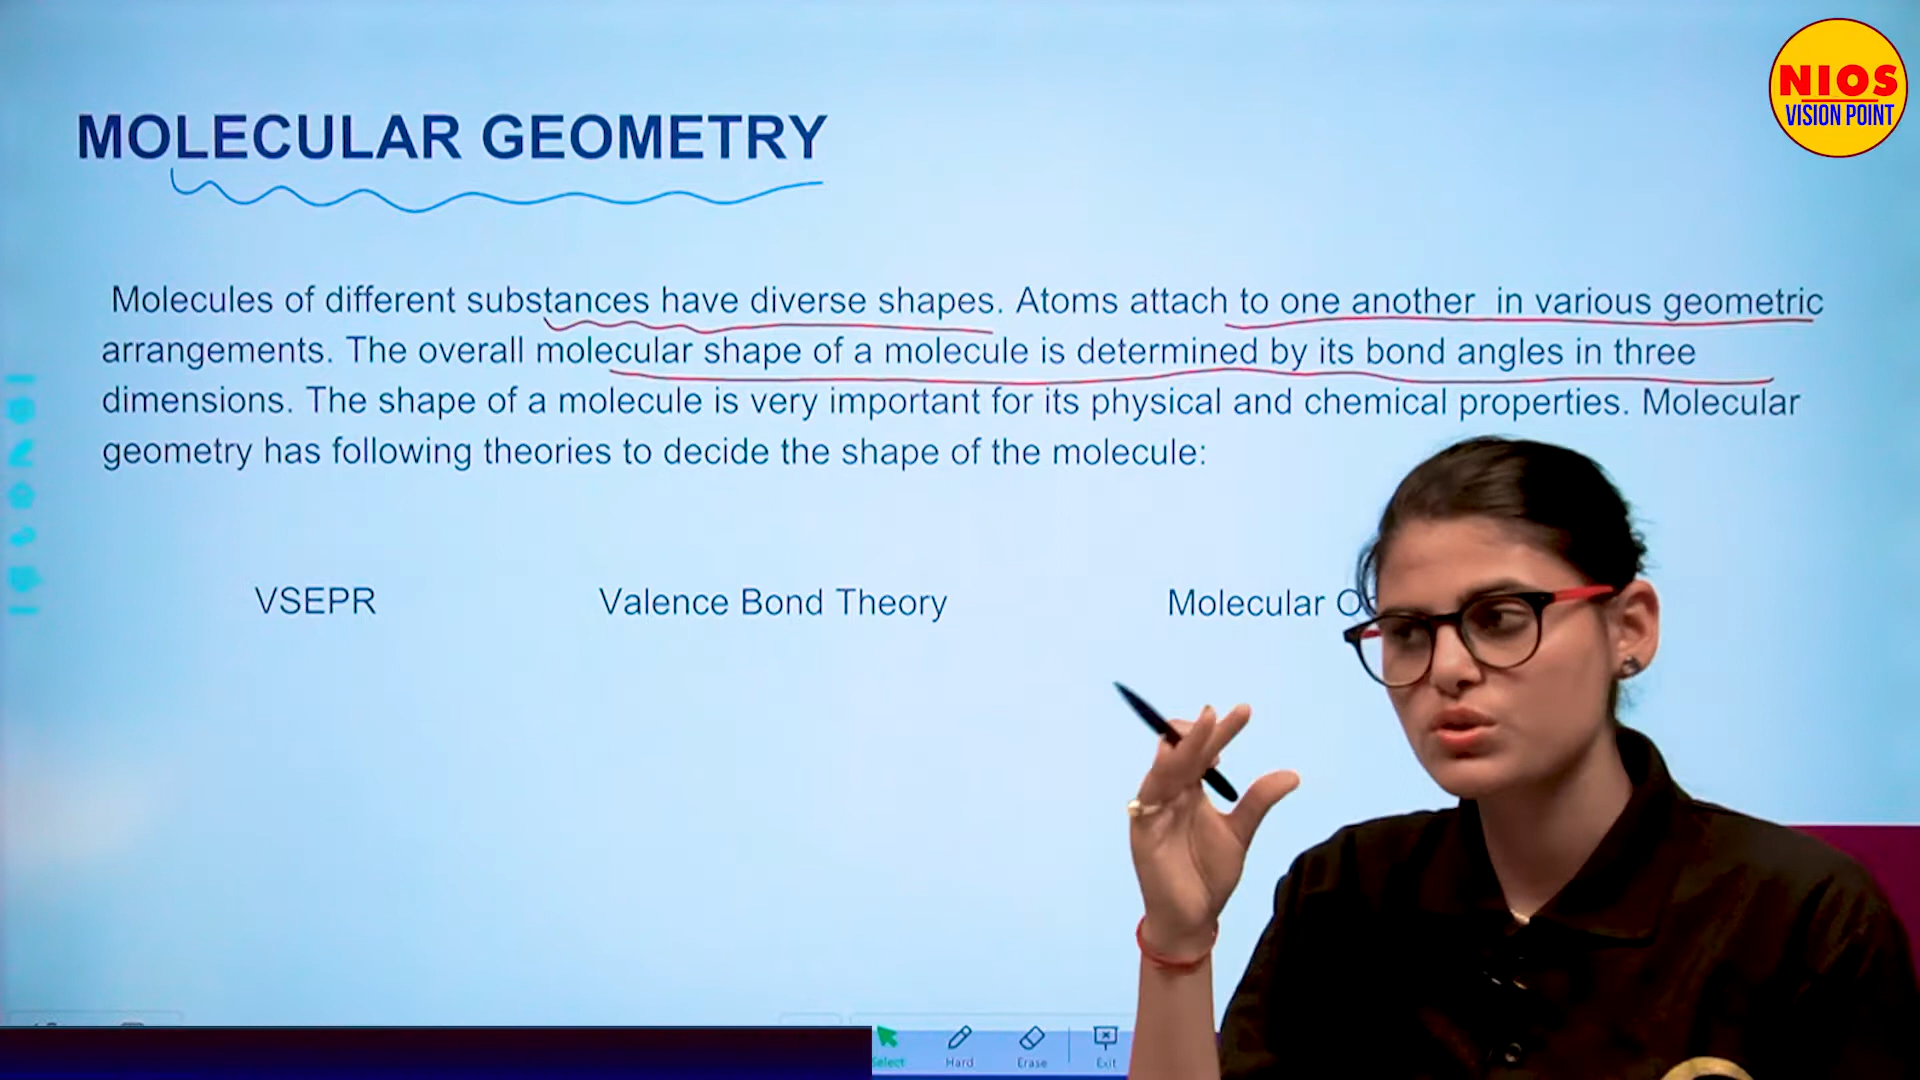 NIOS
VISION POINT
MOLECULAR GEOMETRY
Molecules of different substances have diverse shapes. Atoms attach to one another in various geometric
arrangements. The overall molecular shape of a molecule is determined by its bond angles in three
dimensions. The shape of a molecule is very important for its physical and chemical properties. Molecular
geometry has following theories to decide the shape of the molecule:
VSEPR Valence Bond Theory Molecular
Select Hard Erase Exit